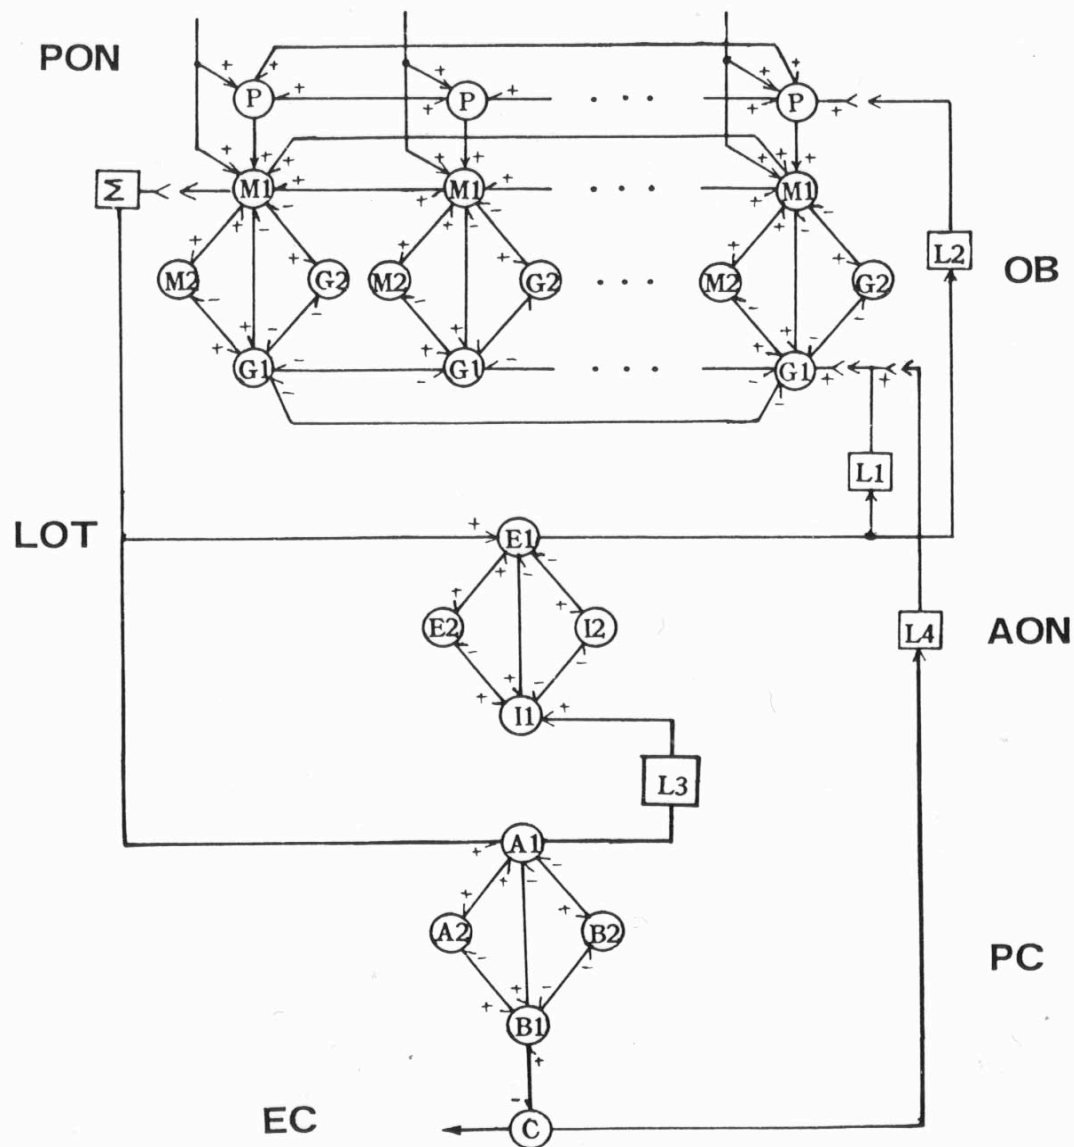 PON
P P . . . P
Σ M1 M1 . . . M1
M2 G2 M2 G2 . . . M2 G2
L2
OB
G1 G1 . . . G1
L1
LOT
E1
E2 I2
L4
AON
I1
L3
A1
A2 B2
PC
B1
EC
C